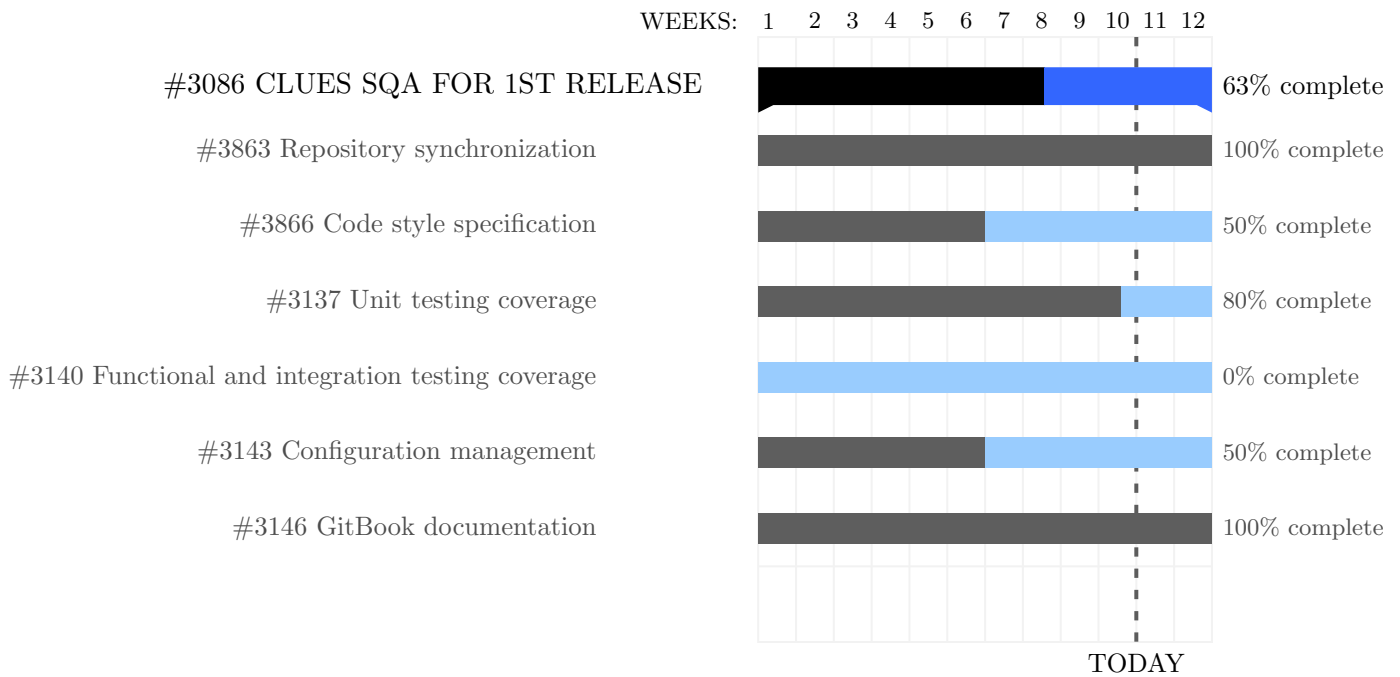 WEEKS: 1 2 3 4 5 6 7 8 9 10 11 12
#3086 CLUES SQA FOR 1ST RELEASE 63% complete
#3863 Repository synchronization 100% complete
#3866 Code style specification 50% complete
#3137 Unit testing coverage 80% complete
#3140 Functional and integration testing coverage 0% complete
#3143 Configuration management 50% complete
#3146 GitBook documentation 100% complete
TODAY